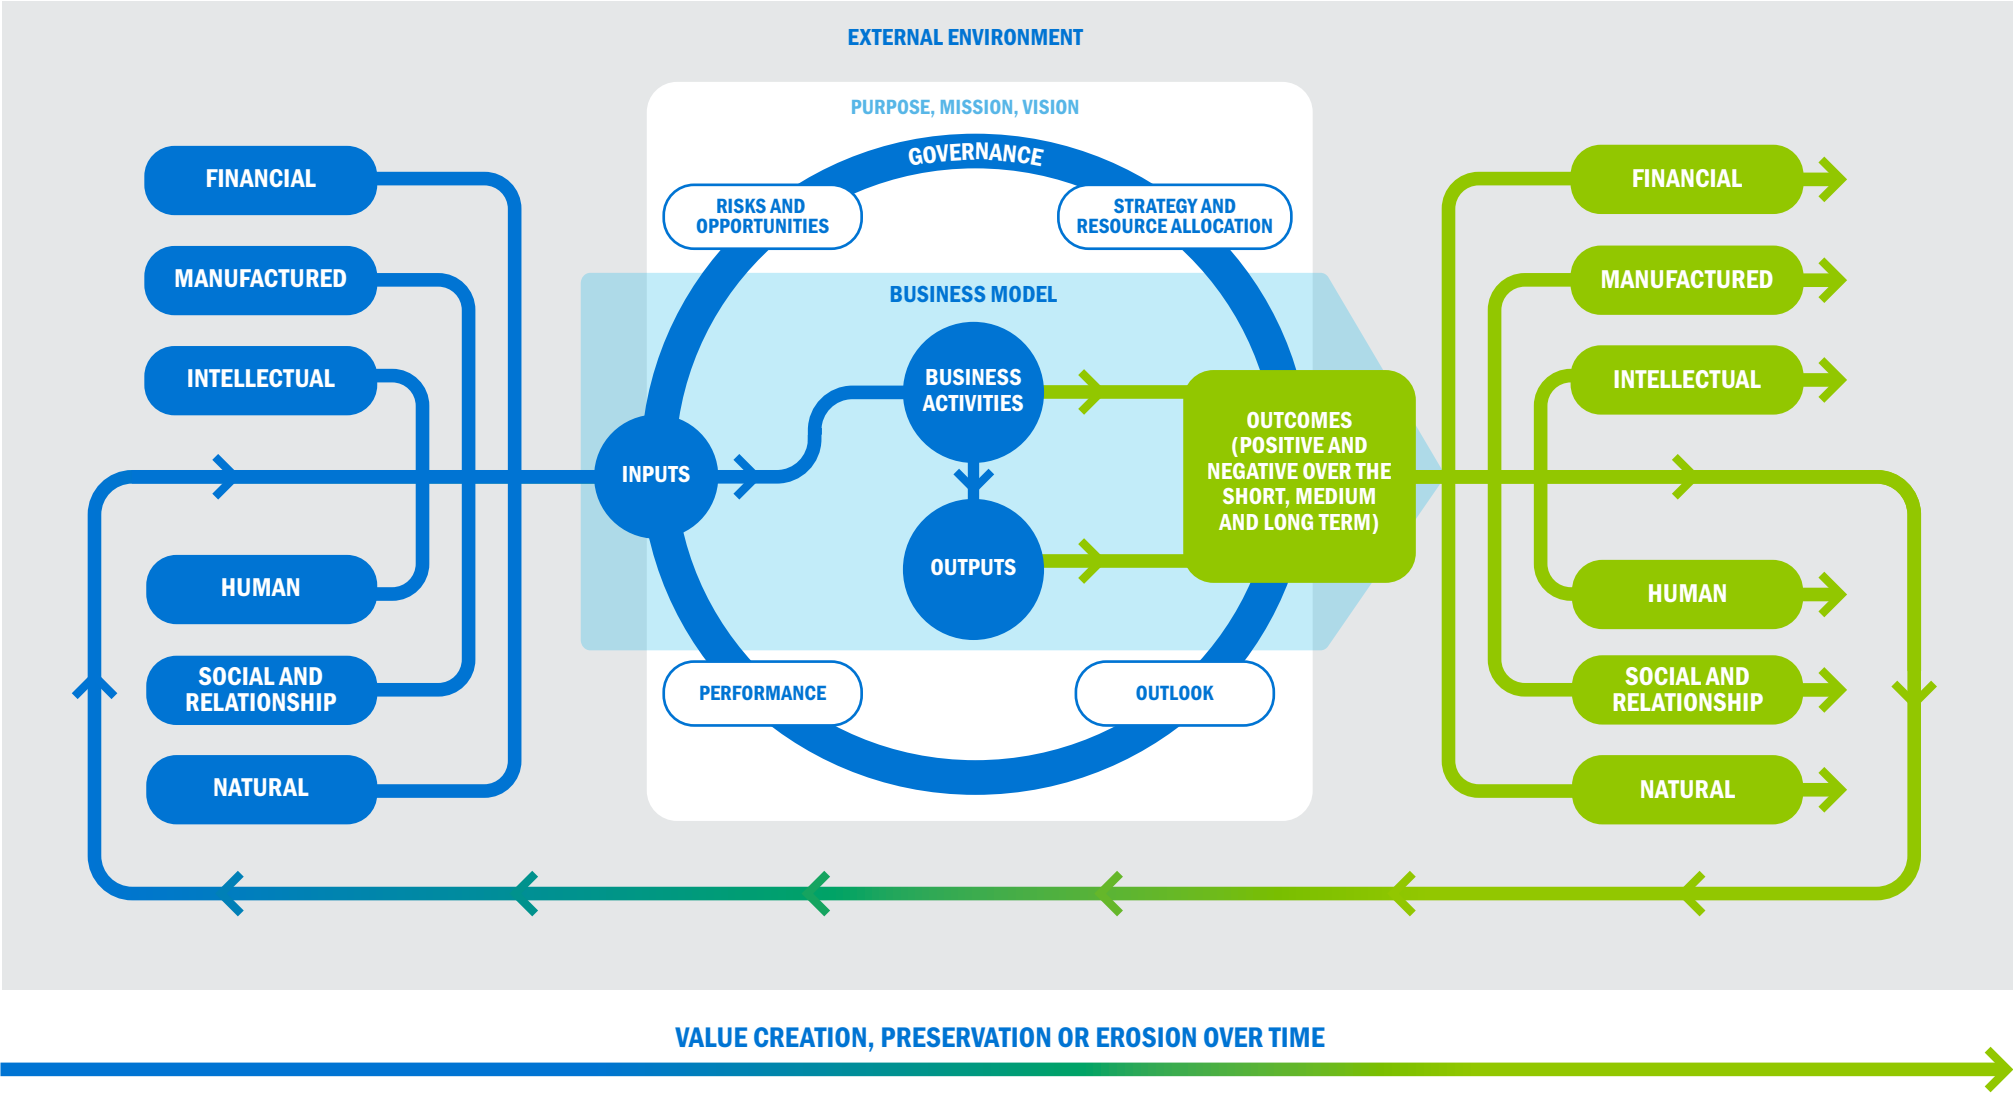 EXTERNAL ENVIRONMENT
PURPOSE, MISSION, VISION
GOVERNANCE
FINANCIAL
MANUFACTURED
INTELLECTUAL
HUMAN
SOCIAL AND
RELATIONSHIP
NATURAL
RISKS AND
OPPORTUNITIES
STRATEGY AND
RESOURCE ALLOCATION
BUSINESS MODEL
INPUTS
BUSINESS
ACTIVITIES
OUTPUTS
OUTCOMES
(POSITIVE AND
NEGATIVE OVER THE
SHORT, MEDIUM
AND LONG TERM)
PERFORMANCE
OUTLOOK
FINANCIAL
MANUFACTURED
INTELLECTUAL
HUMAN
SOCIAL AND
RELATIONSHIP
NATURAL
VALUE CREATION, PRESERVATION OR EROSION OVER TIME